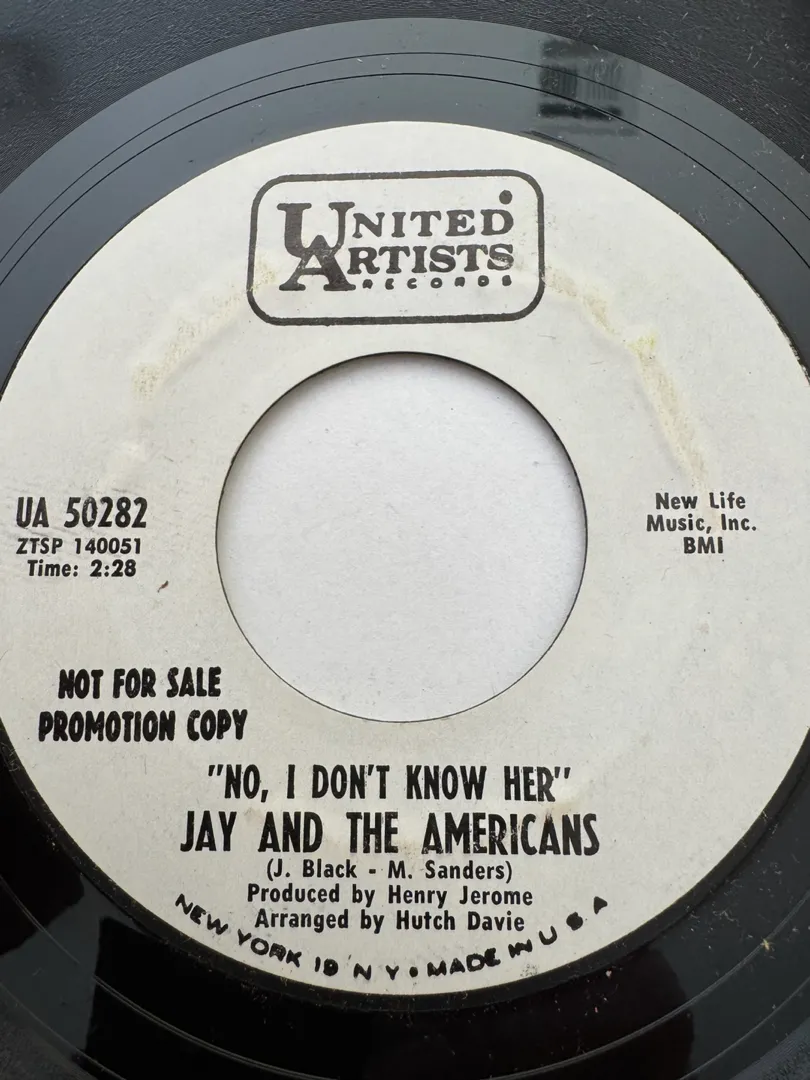 UNITED
ARTISTS
RECORDS
UA 50282
ZTSP 140051
Time: 2:28
New Life
Music, Inc.
BMI
NOT FOR SALE
PROMOTION COPY
"NO, I DON'T KNOW HER"
JAY AND THE AMERICANS
(J. Black - M. Sanders)
Produced by Henry Jerome
Arranged by Hutch Davie
NEW YORK 19 N Y • MADE IN U S A